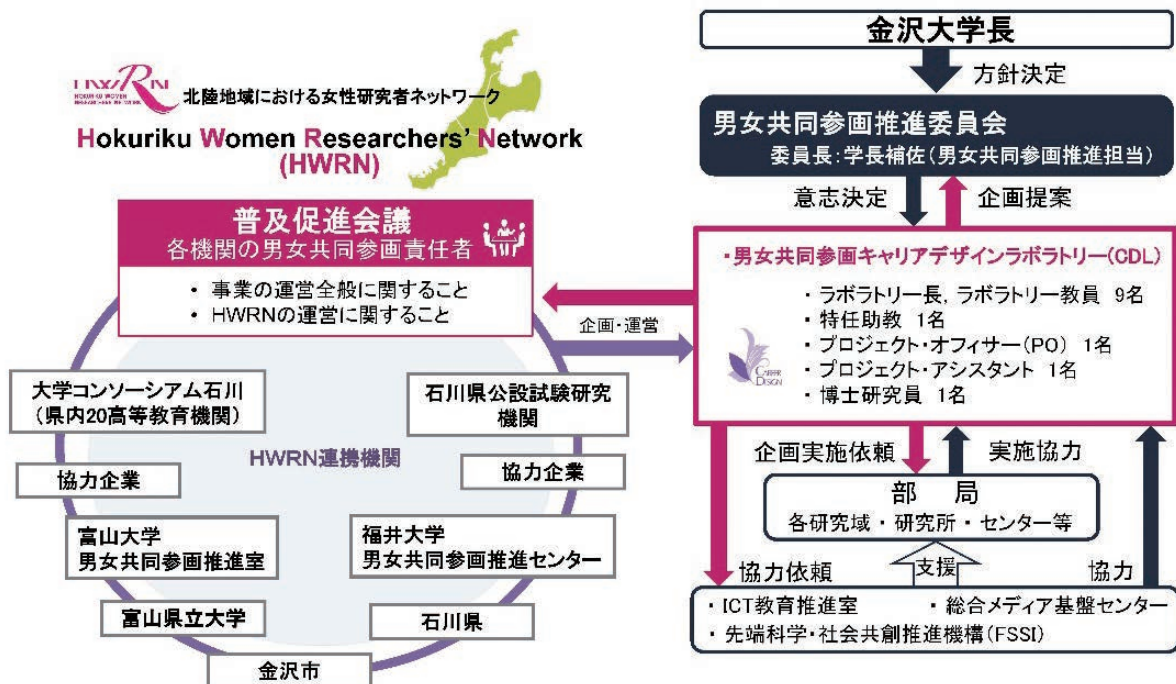 HWRN
HOKURIKU WOMEN
RESEARCHERS NETWORK
北陸地域における女性研究者ネットワーク
Hokuriku Women Researchers' Network
(HWRN)
普及促進会議
各機関の男女共同参画責任者
・ 事業の運営全般に関すること
・ HWRNの運営に関すること
企画・運営
大学コンソーシアム石川
(県内20高等教育機関)
石川県公設試験研究
機関
HWRN連携機関
協力企業
協力企業
富山大学
男女共同参画推進室
福井大学
男女共同参画推進センター
富山県立大学
石川県
金沢市
金沢大学長
方針決定
男女共同参画推進委員会
委員長:学長補佐(男女共同参画推進担当)
意志決定
企画提案
・男女共同参画キャリアデザインラボラトリー(CDL)
・ ラボラトリー長,ラボラトリー教員 9名
・ 特任助教 1名
・ プロジェクト・オフィサー(PO) 1名
・ プロジェクト・アシスタント 1名
・ 博士研究員 1名
CAREER
DESIGN
企画実施依頼
実施協力
部 局
各研究域・研究所・センター等
協力依頼
支援
協力
・ICT教育推進室 ・総合メディア基盤センター
・先端科学・社会共創推進機構(FSSI)